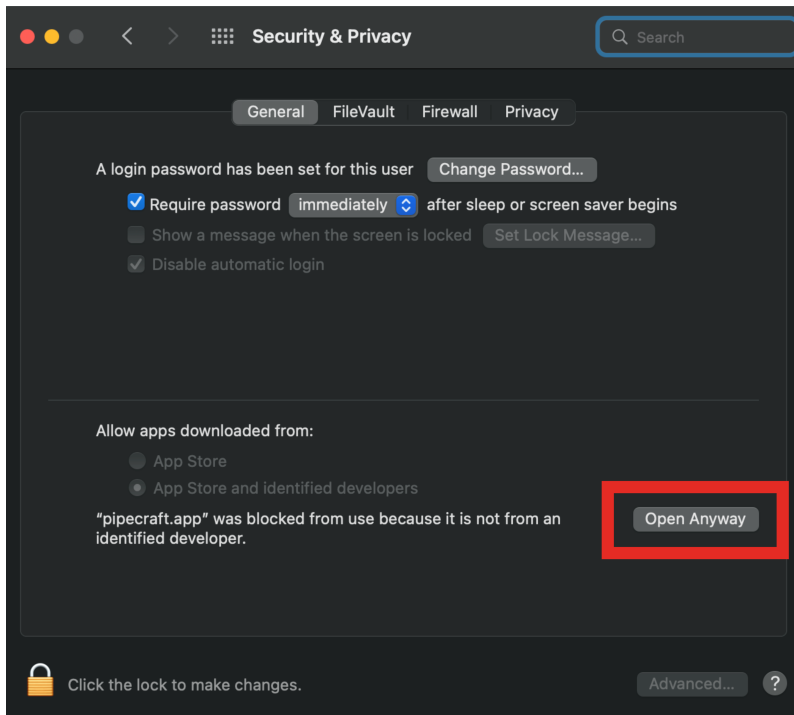 Security & Privacy
Search
General
FileVault
Firewall
Privacy
A login password has been set for this user
Change Password...
Require password immediately after sleep or screen saver begins
Show a message when the screen is locked
Set Lock Message...
Disable automatic login
Allow apps downloaded from:
App Store
App Store and identified developers
“pipecraft.app” was blocked from use because it is not from an
identified developer.
Open Anyway
Click the lock to make changes.
Advanced...
?